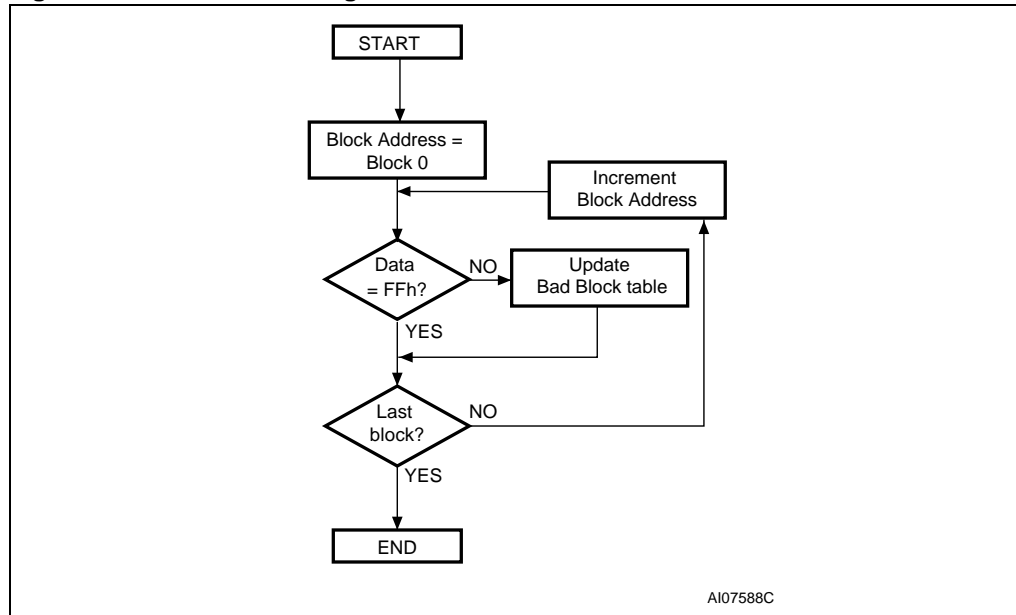 START
Block Address =
Block 0
Increment
Block Address
Data
= FFh?
NO
Update
Bad Block table
YES
Last
block?
NO
YES
END
AI07588C